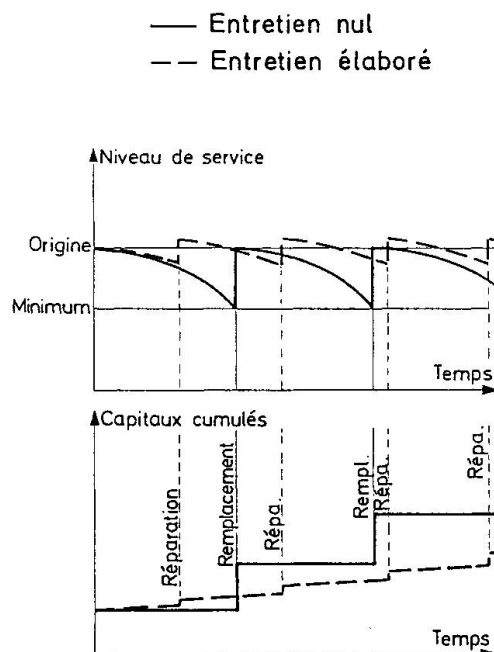 Entretien nul
Entretien élaboré
Niveau de service
Origine
Minimum
Temps
Capitaux cumulés
Réparation
Remplacement
Répa.
Rempl.
Répa.
Répa.
Temps